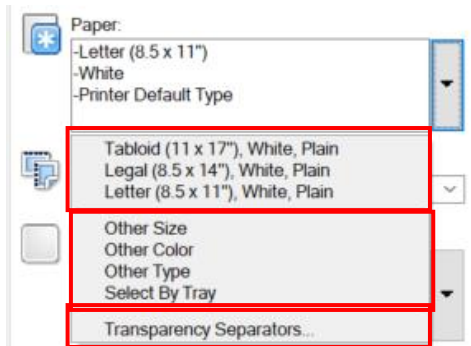 Paper:
-Letter (8.5 x 11")
-White
-Printer Default Type
Tabloid (11 x 17"), White, Plain
Legal (8.5 x 14"), White, Plain
Letter (8.5 x 11"), White, Plain
Other Size
Other Color
Other Type
Select By Tray
Transparency Separators...